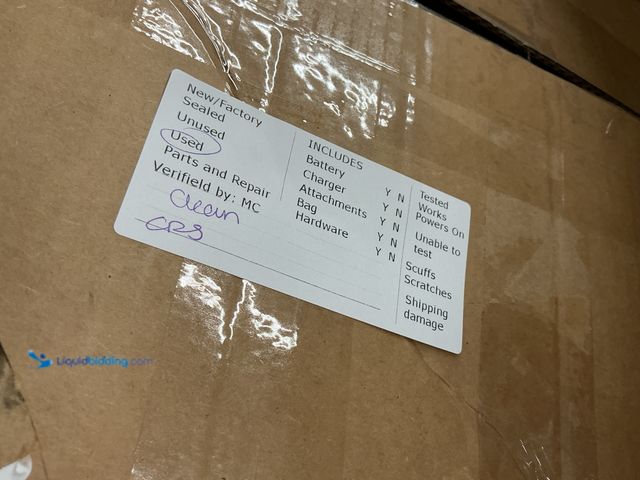 New/Factory
Sealed
Unused
Used
Parts and Repair
Verifield by: MC
clean
INCLUDES
Battery Y N
Charger Y N
Attachments Y N
Bag Y N
Hardware Y N
Tested
Works
Powers On
Unable to
test
Scuffs
Scratches
Shipping
damage
Liquidbidding.com